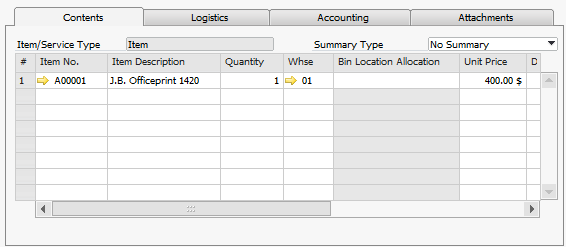 Contents Logistics Accounting Attachments
Item/Service Type Item Summary Type No Summary
# Item No. Item Description Quantity Whse Bin Location Allocation Unit Price D
1 A00001 J.B. Officeprint 1420 1 01 400.00 $